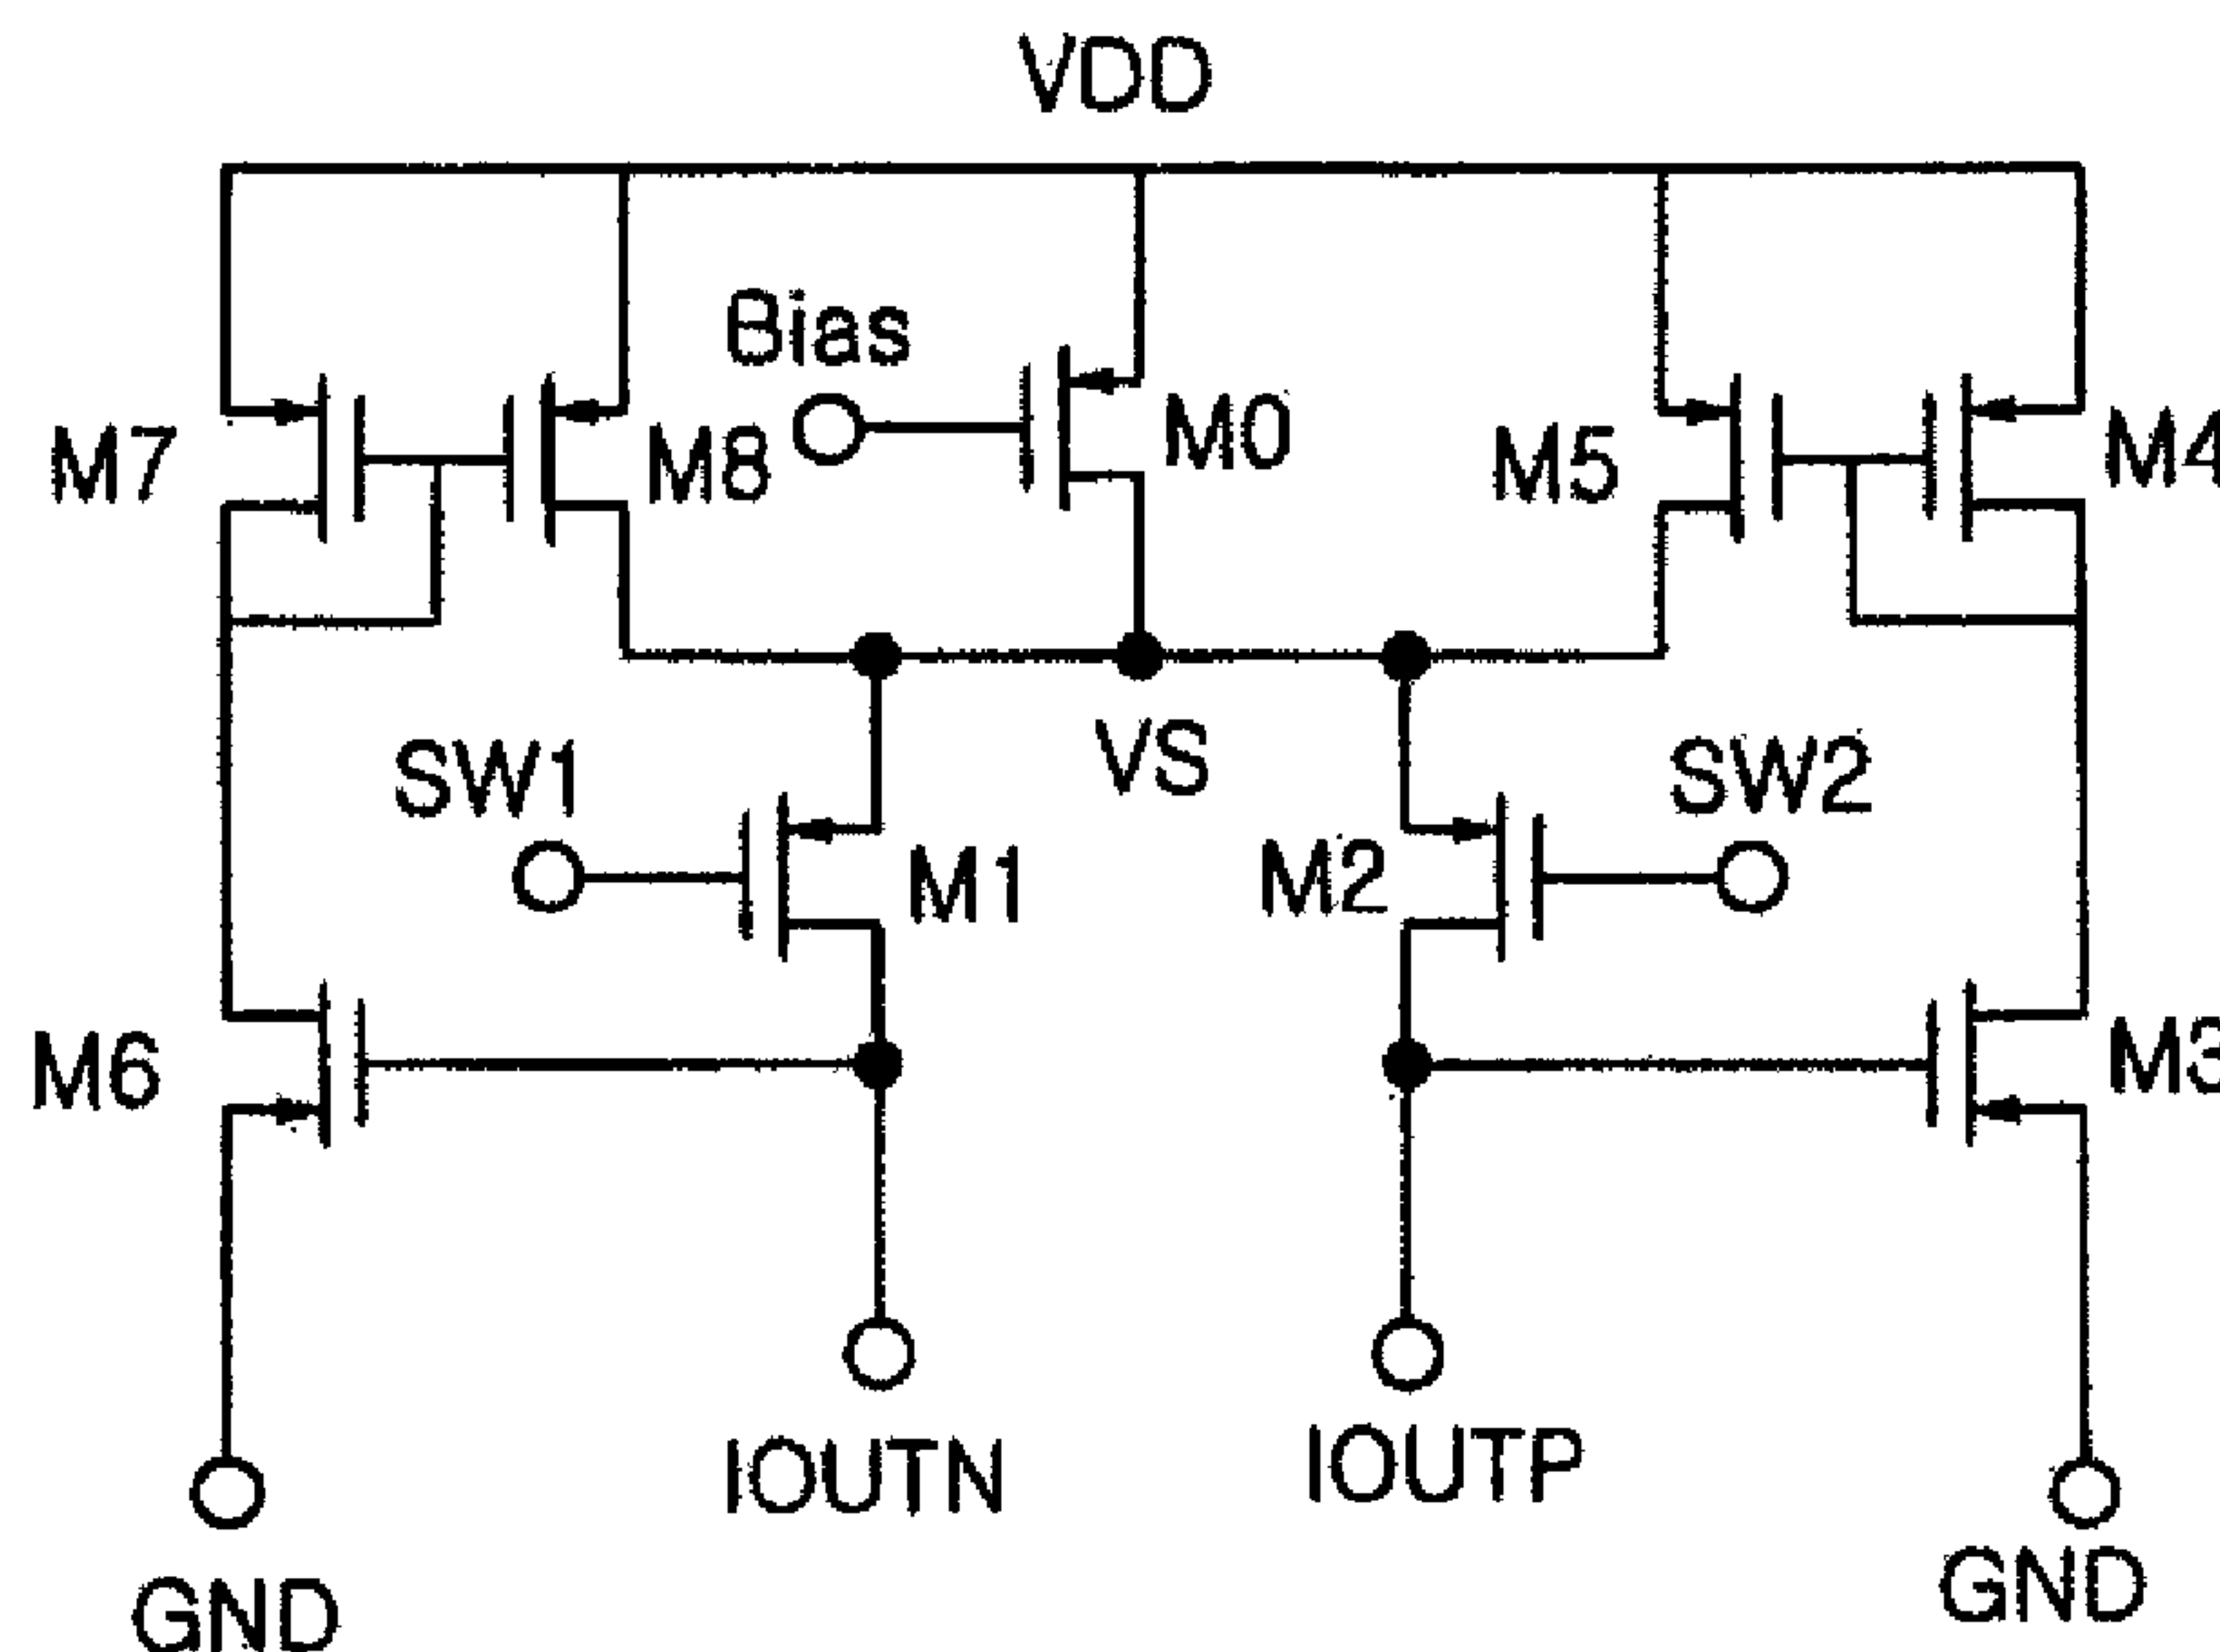 VDD
Bias
M7
M8
M0
M5
M4
SW1
VS
SW2
M1
M2
M6
M3
IOUTN
IOUTP
GND
GND